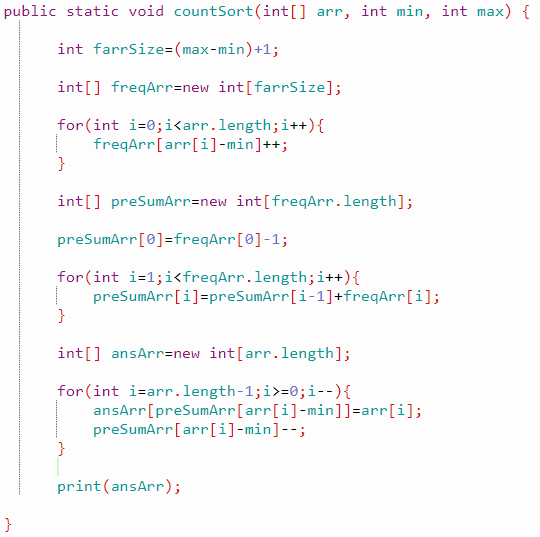 public static void countSort(int[] arr, int min, int max) {
int farrSize=(max-min)+1;
int[] freqArr=new int[farrSize];
for(int i=0;i<arr.length;i++){
freqArr[arr[i]-min]++;
}
int[] preSumArr=new int[freqArr.length];
preSumArr[0]=freqArr[0]-1;
for(int i=1;i<freqArr.length;i++){
preSumArr[i]=preSumArr[i-1]+freqArr[i];
}
int[] ansArr=new int[arr.length];
for(int i=arr.length-1;i>=0;i--){
ansArr[preSumArr[arr[i]-min]]=arr[i];
preSumArr[arr[i]-min]--;
}
print(ansArr);
}